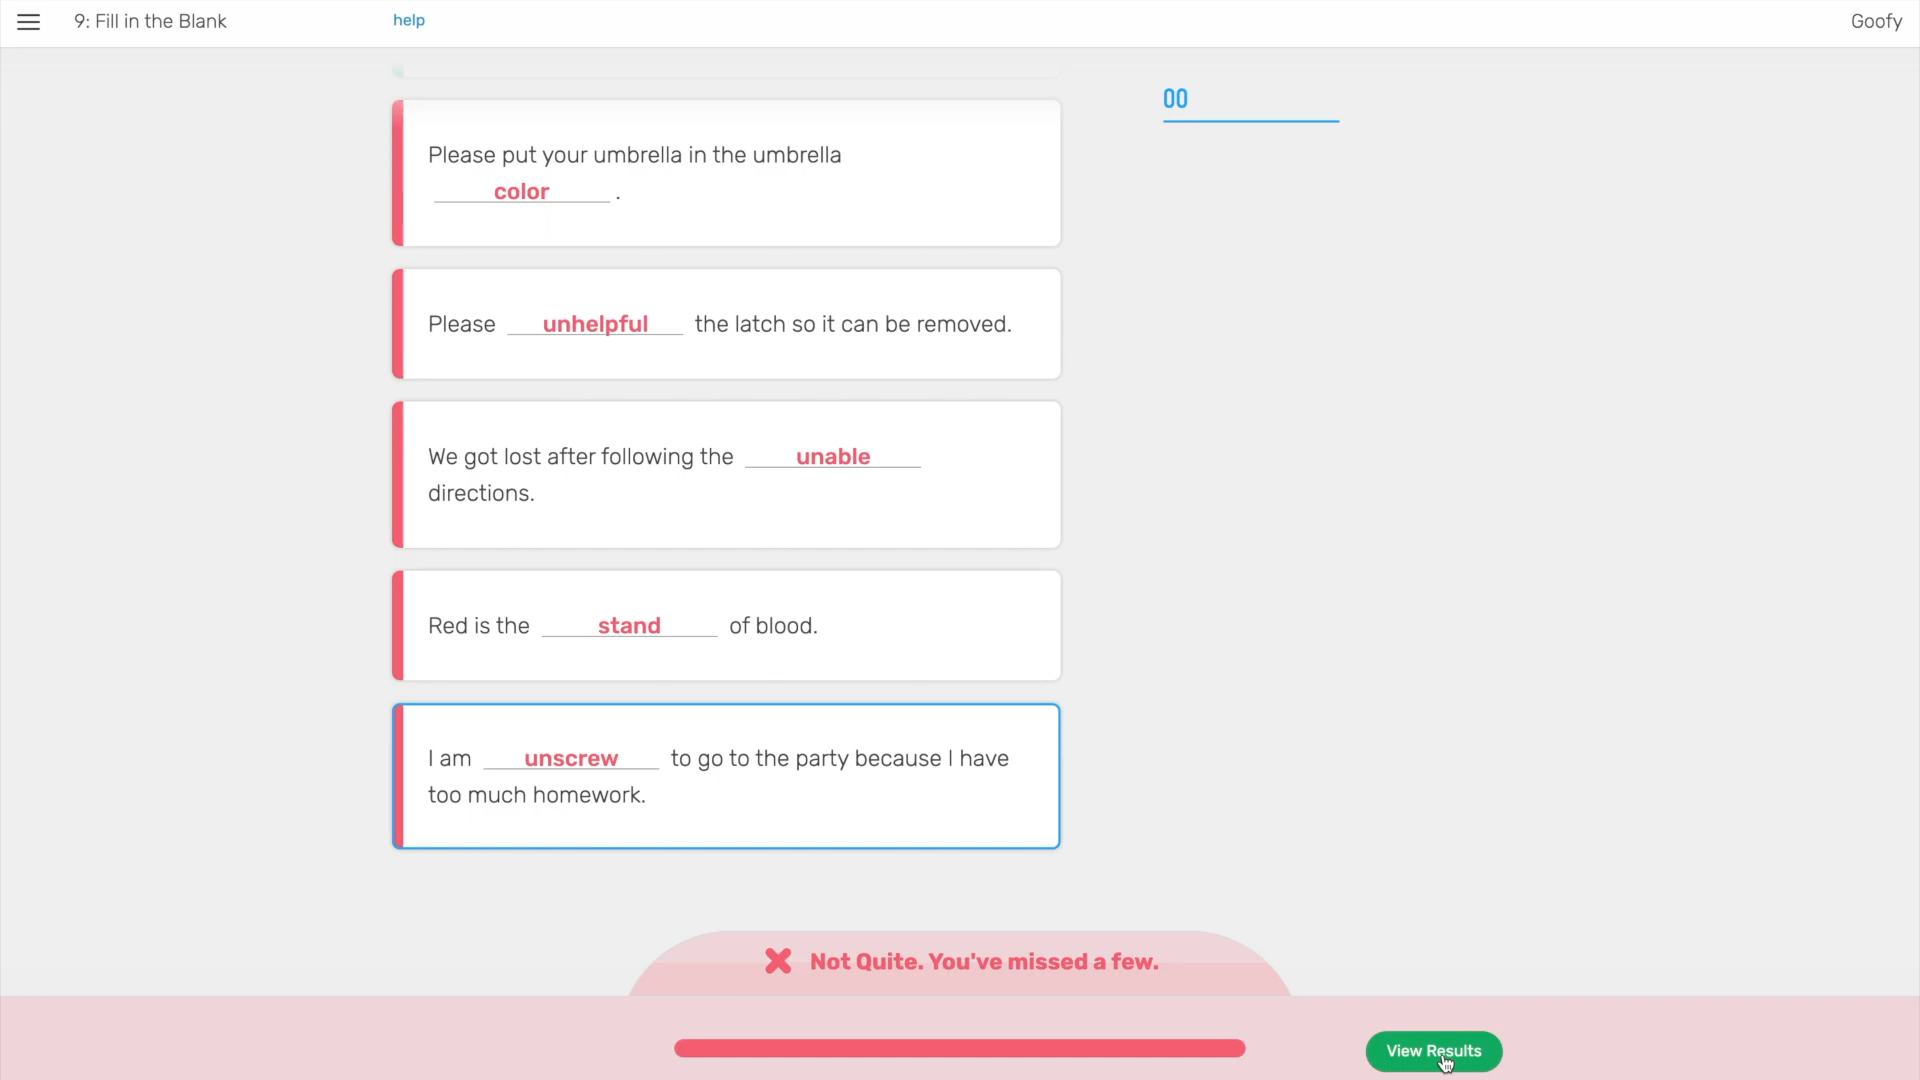 9: Fill in the Blank
help
Goofy
00
Please put your umbrella in the umbrella
color .
Please unhelpful the latch so it can be removed.
We got lost after following the unable
directions.
Red is the stand of blood.
I am unscrew to go to the party because I have
too much homework.
Not Quite. You've missed a few.
View Results